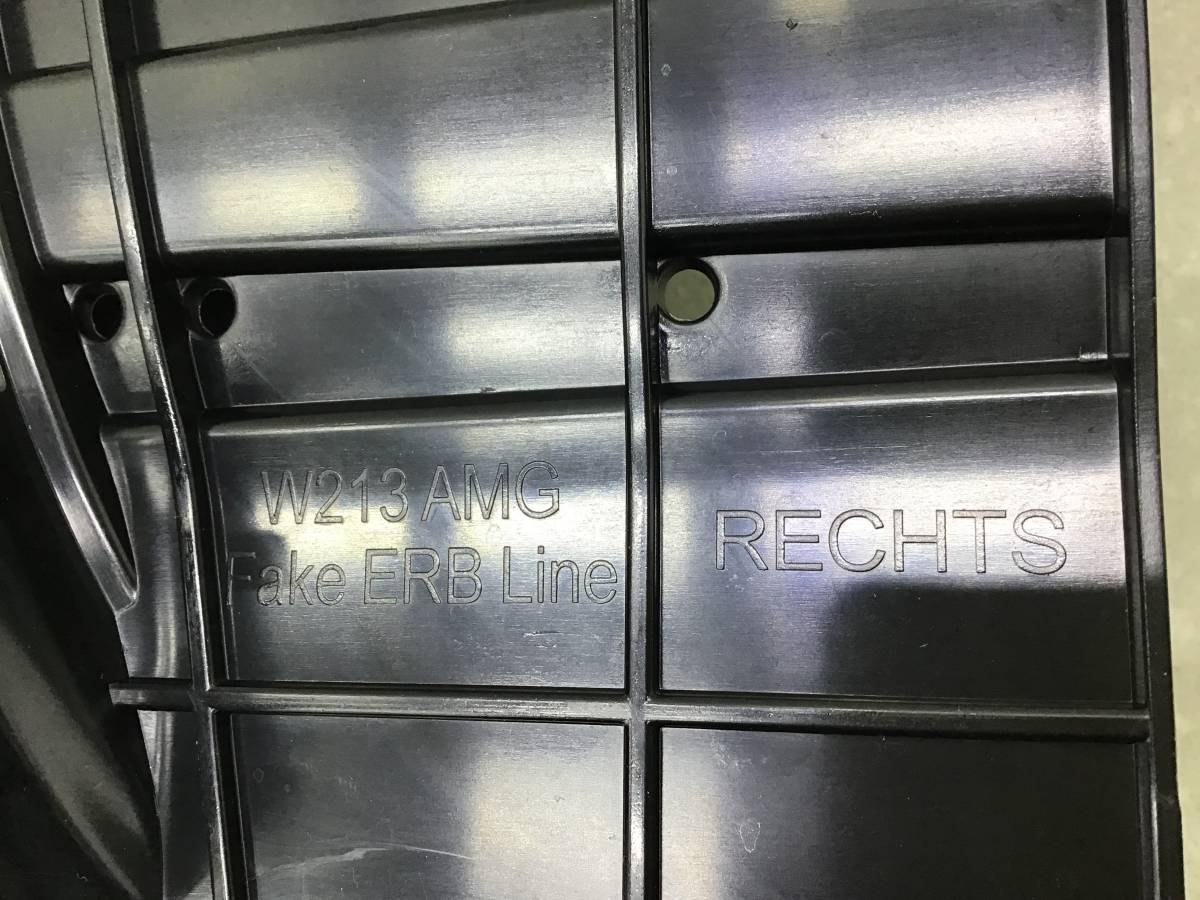 W213 AMG
Fake ERB Line
RECHTS